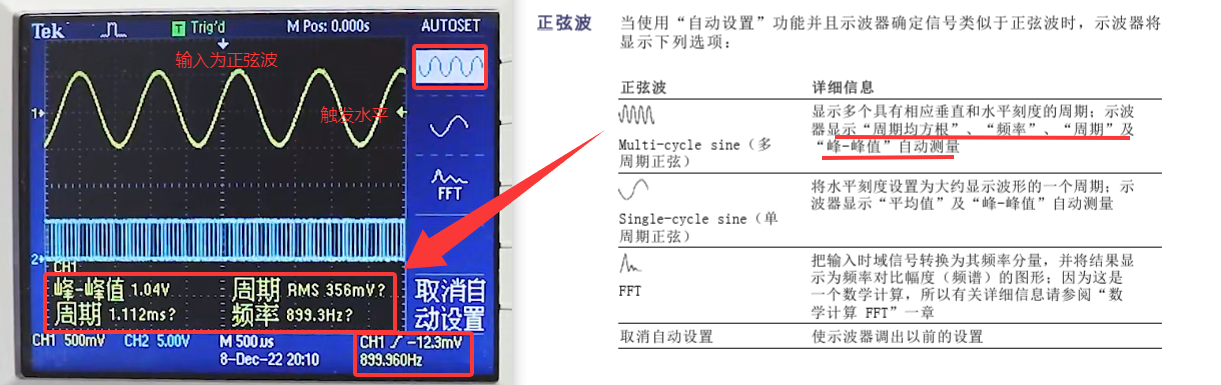 Tek
Trig'd
M Pos: 0.000s
AUTOSET
输入为正弦波
1
触发水平
FFT
2
CH1
峰-峰值 1.04V
周期 RMS 356mV?
周期 1.112ms?
频率 899.3Hz?
取消自
动设置
CH1 500mV
CH2 5.00V
M 500us
CH1 -12.3mV
8-Dec-22 20:10
899.960Hz
正弦波
当使用“自动设置”功能并且示波器确定信号类似于正弦波时，示波器将
显示下列选项：
正弦波
详细信息
Multi-cycle sine（多
周期正弦）
显示多个具有相应垂直和水平刻度的周期；示波
器显示“周期均方根”、“频率”、“周期”及
“峰-峰值”自动测量
Single-cycle sine（单
周期正弦）
将水平刻度设置为大约显示波形的一个周期；示
波器显示“平均值”及“峰-峰值”自动测量
FFT
把输入时域信号转换为其频率分量，并将结果显
示为频率对比幅度（频谱）的图形；因为这是
一个数学计算，所以有关详细信息请参阅“数
学计算 FFT”一章
取消自动设置
使示波器调出以前的设置